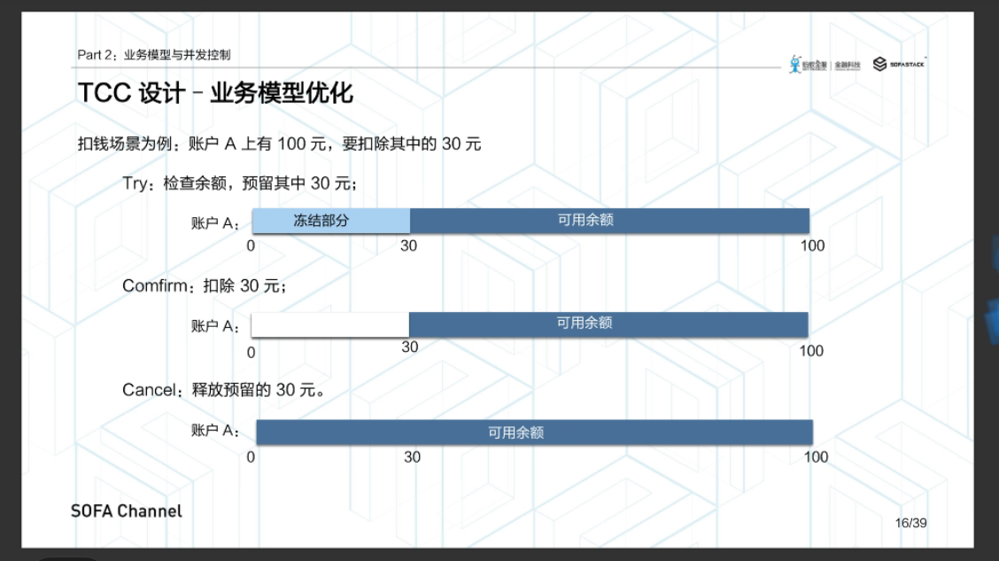 Part 2：业务模型与并发控制
蚂蚁金服 | 金融科技
SOFASTACK
TCC 设计 – 业务模型优化
扣钱场景为例：账户 A 上有 100 元，要扣除其中的 30 元
Try：检查余额，预留其中 30 元；
账户 A： 冻结部分 可用余额
0 30 100
Comfirm：扣除 30 元；
账户 A： 可用余额
0 30 100
Cancel：释放预留的 30 元。
账户 A： 可用余额
0 30 100
SOFA Channel
16/39